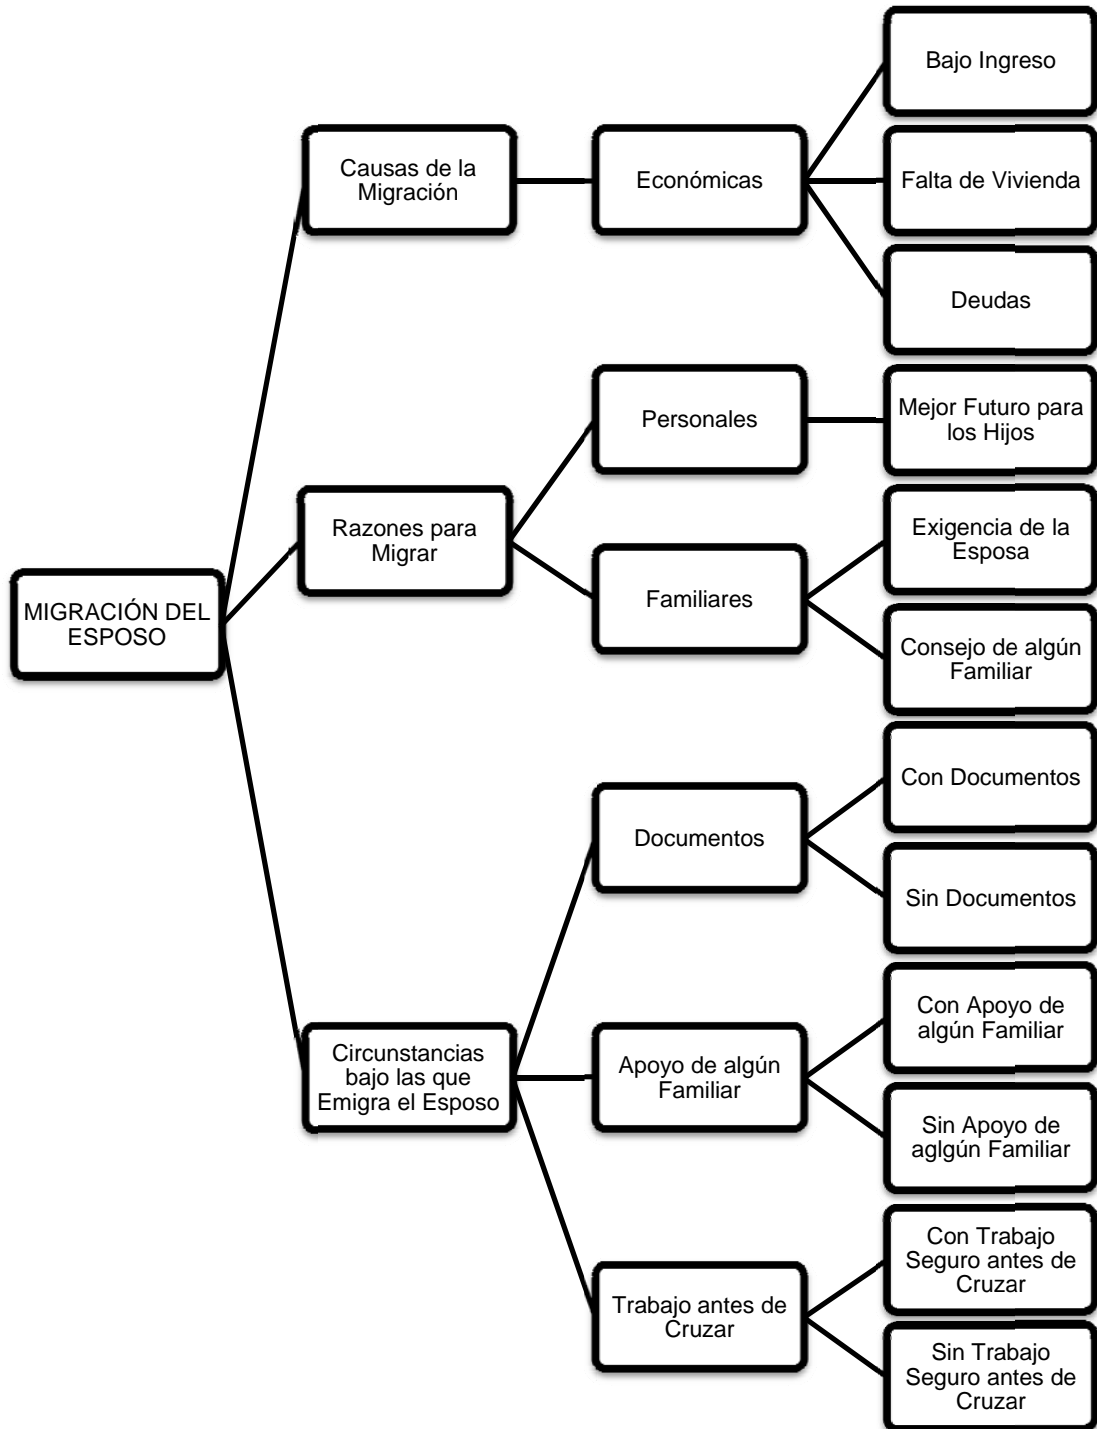 Bajo Ingreso
Causas de la
Migración
Económicas
Falta de Vivienda
Deudas
Personales
Mejor Futuro para
los Hijos
Razones para
Migrar
Exigencia de la
Esposa
Familiares
MIGRACIÓN DEL
ESPOSO
Consejo de algún
Familiar
Con Documentos
Documentos
Sin Documentos
Con Apoyo de
algún Familiar
Circunstancias
bajo las que
Emigra el Esposo
Apoyo de algún
Familiar
Sin Apoyo de
aglgún Familiar
Con Trabajo
Seguro antes de
Cruzar
Trabajo antes de
Cruzar
Sin Trabajo
Seguro antes de
Cruzar